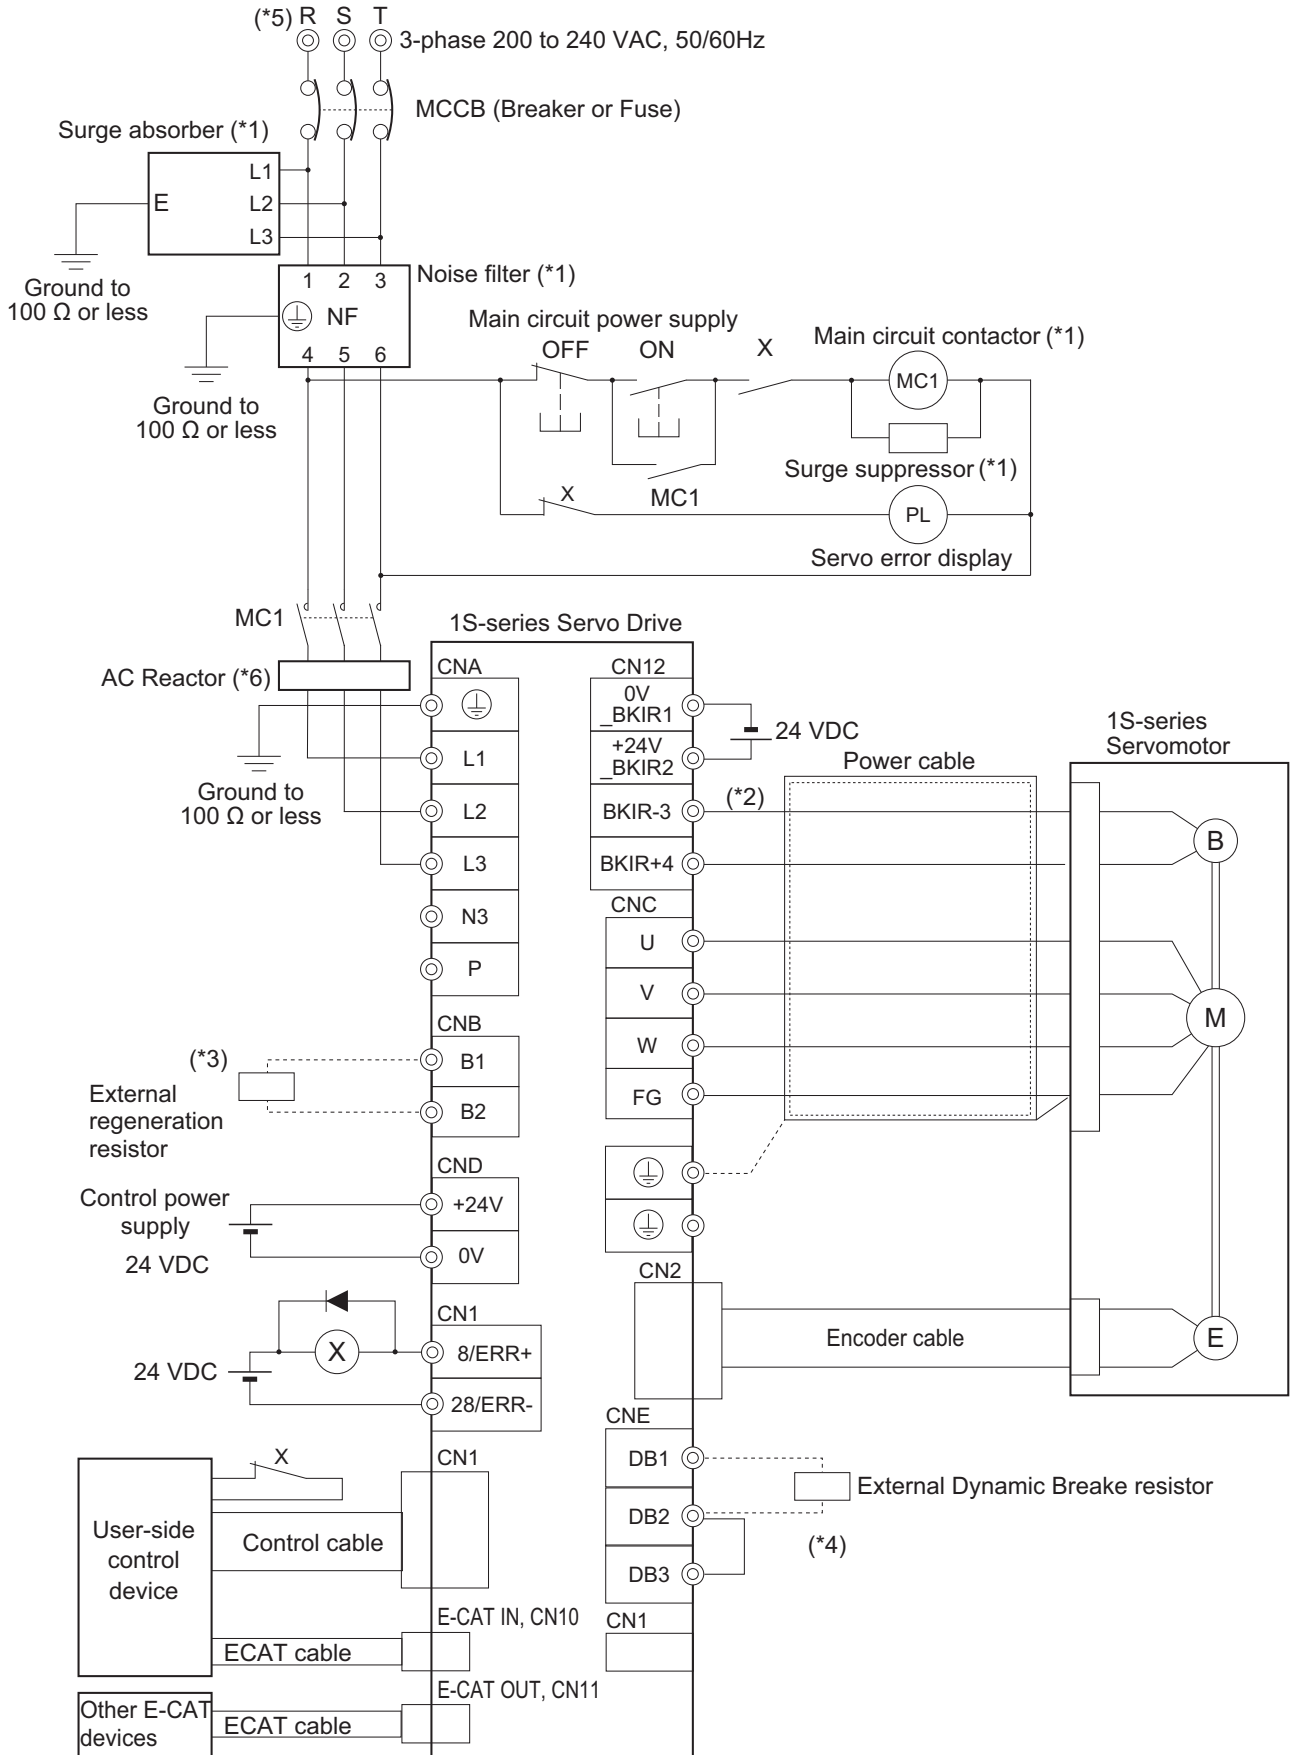 (*5) R S T
3-phase 200 to 240 VAC, 50/60Hz
MCCB (Breaker or Fuse)
Surge absorber (*1)
L1
E
L2
L3
Ground to
100 Ω or less
1 2 3
Noise filter (*1)
NF
4 5 6
Ground to
100 Ω or less
Main circuit power supply
OFF ON X
Main circuit contactor (*1)
MC1
Surge suppressor (*1)
MC1
X
PL
Servo error display
MC1
1S-series Servo Drive
AC Reactor (*6)
CNA
L1
L2
L3
N3
P
Ground to
100 Ω or less
CN12
0V
_BKIR1
+24V
_BKIR2
24 VDC
BKIR-3
BKIR+4
(*2)
Power cable
1S-series
Servomotor
B
M
E
CNC
U
V
W
FG
CNB
B1
B2
(*3)
External
regeneration
resistor
CND
+24V
0V
Control power
supply
24 VDC
CN2
Encoder cable
CN1
8/ERR+
28/ERR-
X
24 VDC
CNE
DB1
DB2
DB3
External Dynamic Breake resistor
(*4)
CN1
X
User-side
control
device
Control cable
E-CAT IN, CN10
ECAT cable
CN1
E-CAT OUT, CN11
Other E-CAT
devices
ECAT cable